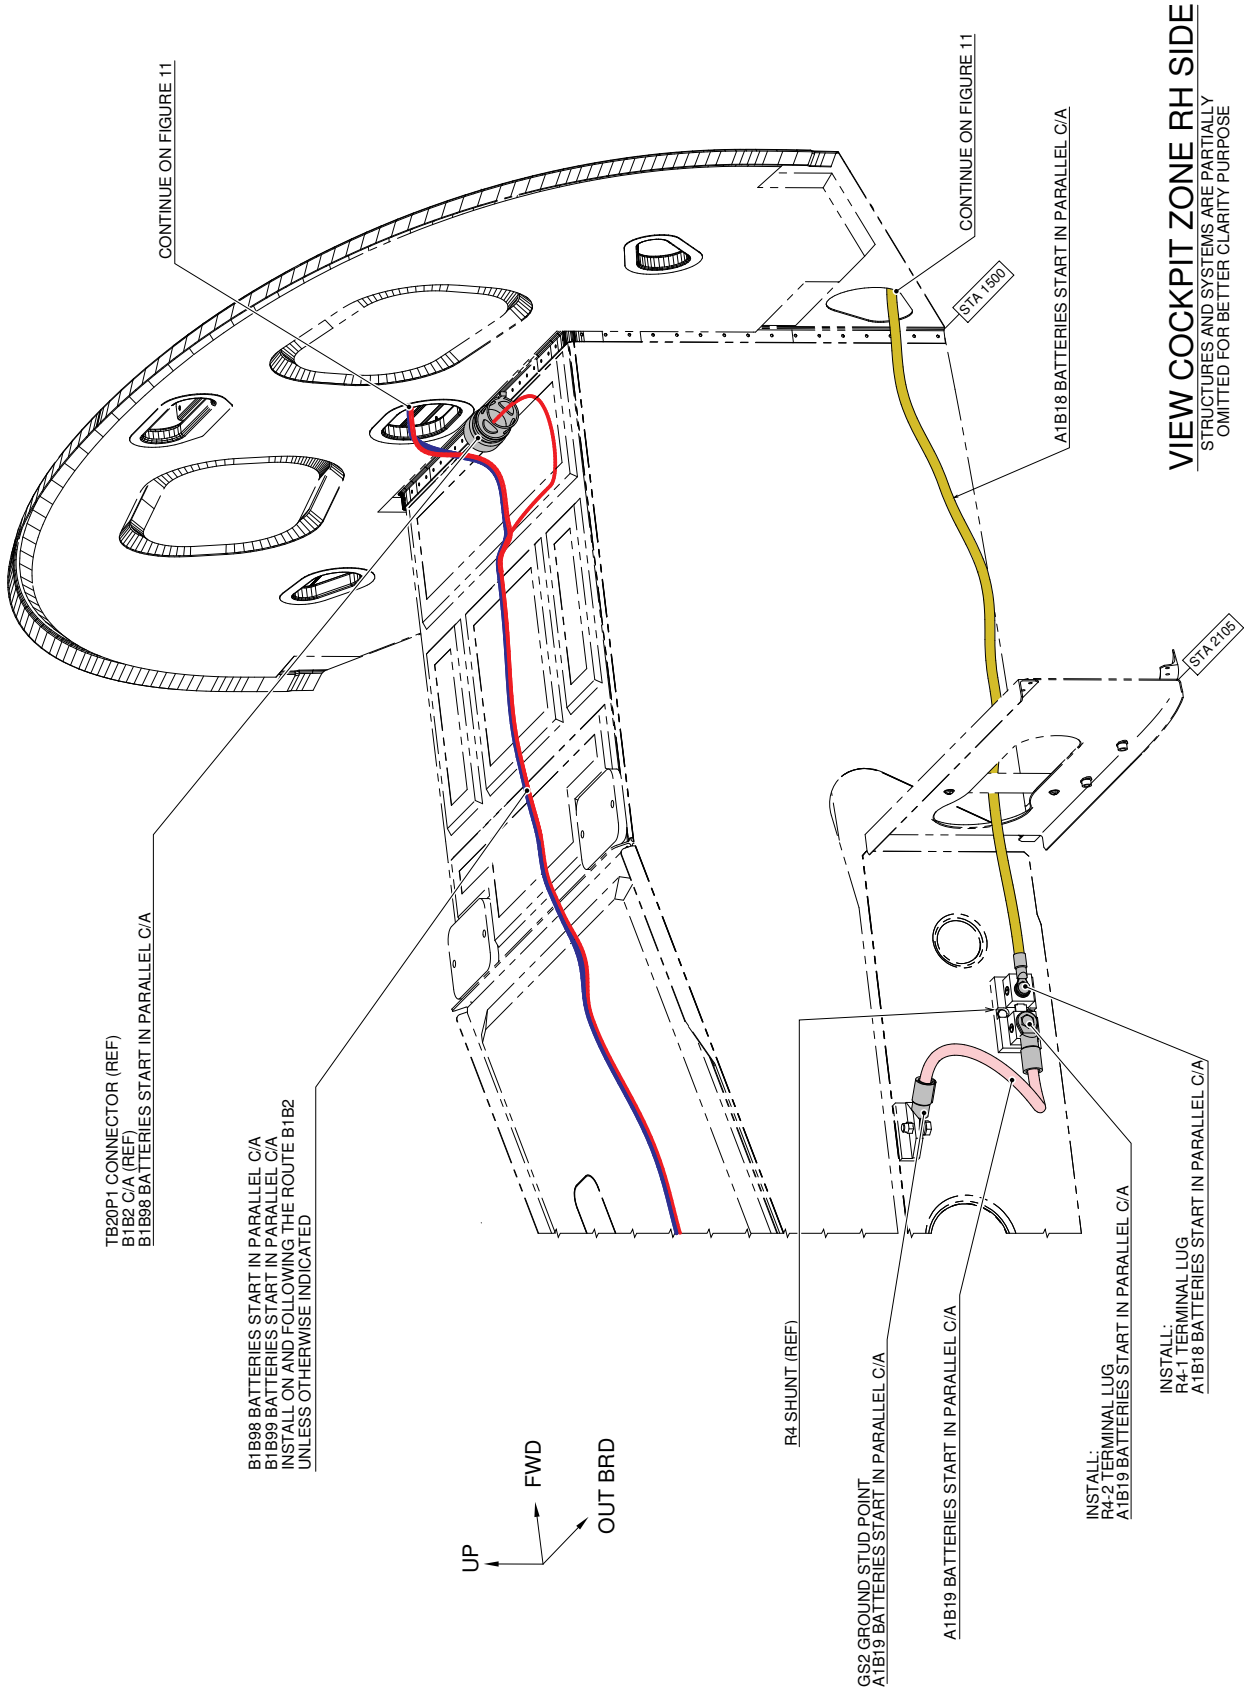 CONTINUE ON FIGURE 11
TB20P1 CONNECTOR (REF)
B1B2 C/A (REF)
B1B98 BATTERIES START IN PARALLEL C/A
B1B98 BATTERIES START IN PARALLEL C/A
B1B99 BATTERIES START IN PARALLEL C/A
INSTALL ON AND FOLLOWING THE ROUTE B1B2
UNLESS OTHERWISE INDICATED
UP
FWD
OUT BRD
R4 SHUNT (REF)
GS2 GROUND STUD POINT
A1B19 BATTERIES START IN PARALLEL C/A
A1B19 BATTERIES START IN PARALLEL C/A
INSTALL:
R4-2 TERMINAL LUG
A1B19 BATTERIES START IN PARALLEL C/A
INSTALL:
R4-1 TERMINAL LUG
A1B18 BATTERIES START IN PARALLEL C/A
CONTINUE ON FIGURE 11
STA 1500
A1B18 BATTERIES START IN PARALLEL C/A
STA 2105
VIEW COCKPIT ZONE RH SIDE
STRUCTURES AND SYSTEMS ARE PARTIALLY
OMITTED FOR BETTER CLARITY PURPOSE